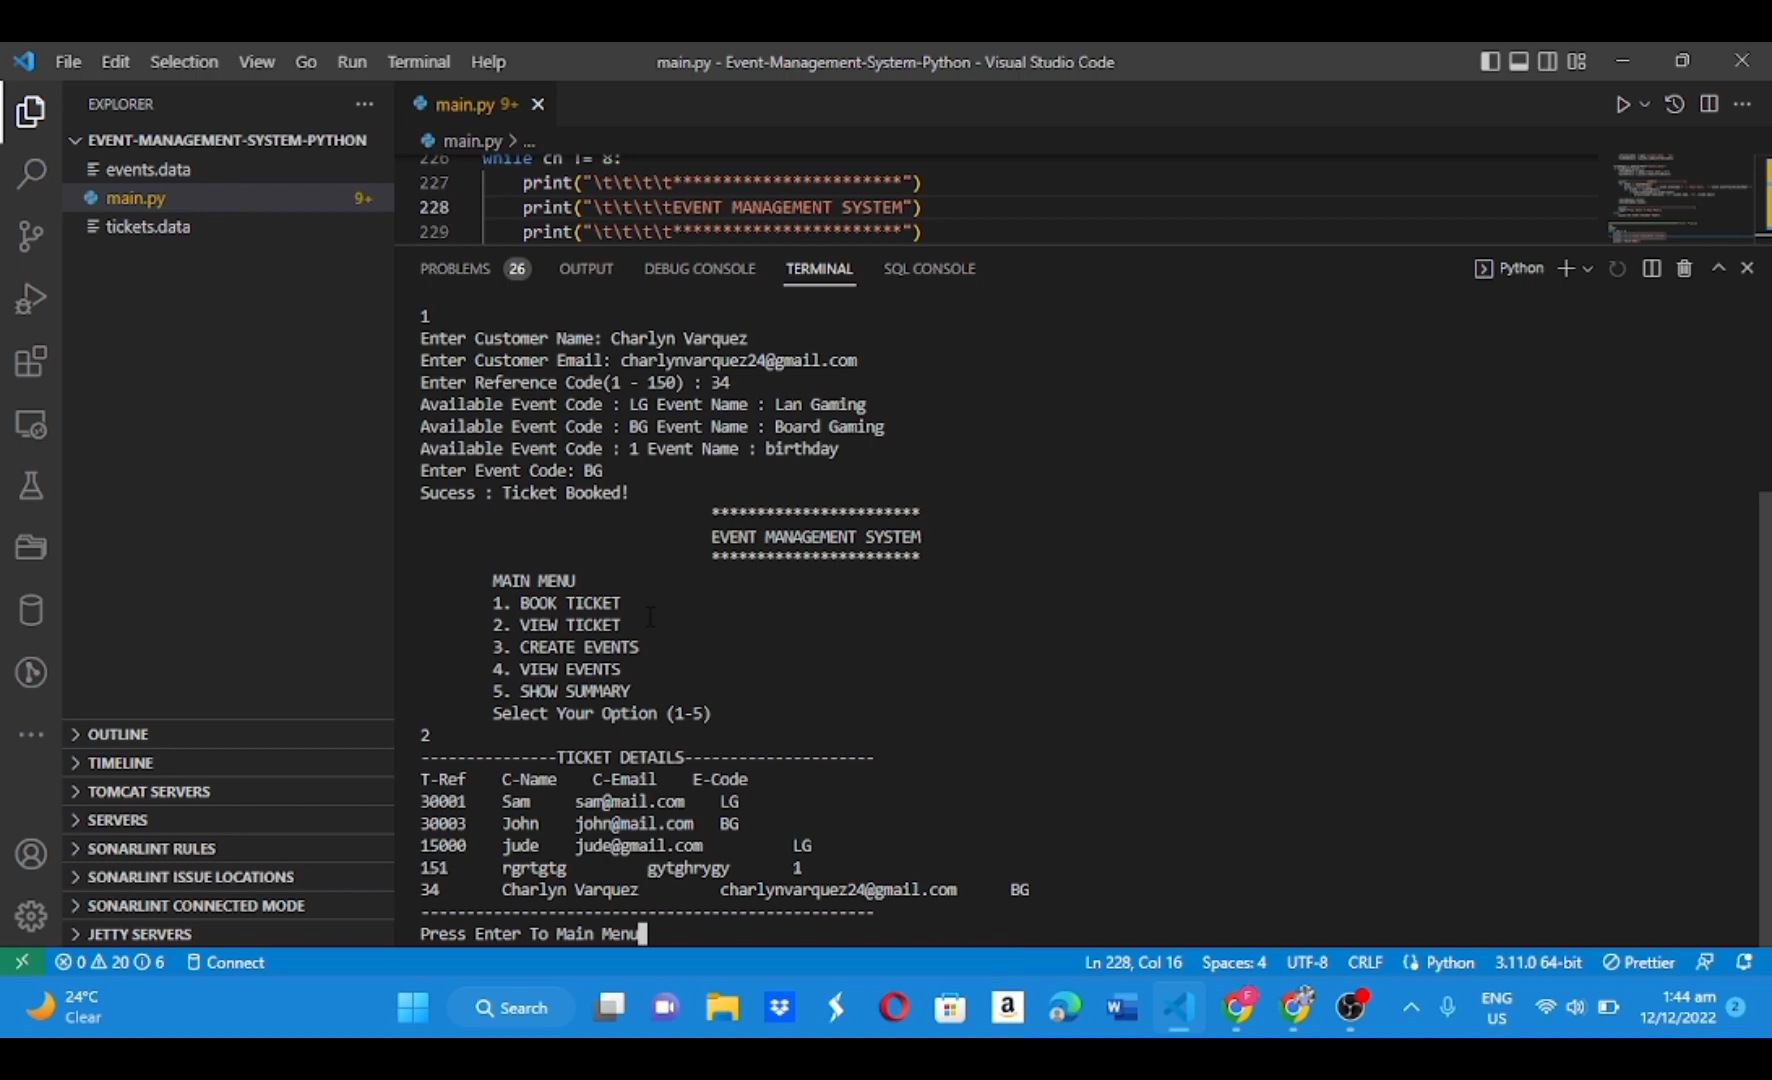 File Edit Selection View Go Run Terminal Help main.py - Event-Management-System-Python - Visual Studio Code
EXPLORER
main.py 9+
EVENT-MANAGEMENT-SYSTEM-PYTHON
main.py > ...
events.data
main.py 9+
tickets.data
226 while ch != 8:
227 print("\t\t\t\t***********************")
228 print("\t\t\t\tEVENT MANAGEMENT SYSTEM")
229 print("\t\t\t\t***********************")
PROBLEMS 26 OUTPUT DEBUG CONSOLE TERMINAL SQL CONSOLE Python
1
Enter Customer Name: Charlyn Varquez
Enter Customer Email: charlynvarquez24@gmail.com
Enter Reference Code(1 - 150) : 34
Available Event Code : LG Event Name : Lan Gaming
Available Event Code : BG Event Name : Board Gaming
Available Event Code : 1 Event Name : birthday
Enter Event Code: BG
Sucess : Ticket Booked!
***********************
EVENT MANAGEMENT SYSTEM
***********************
MAIN MENU
1. BOOK TICKET
2. VIEW TICKET
3. CREATE EVENTS
4. VIEW EVENTS
5. SHOW SUMMARY
Select Your Option (1-5)
2
---------------TICKET DETAILS---------------------
T-Ref C-Name C-Email E-Code
30001 Sam sam@mail.com LG
30003 John john@mail.com BG
15000 jude jude@gmail.com LG
151 rgrtgtg gytghrygy 1
34 Charlyn Varquez charlynvarquez24@gmail.com BG
--------------------------------------------------
Press Enter To Main Menu
OUTLINE
TIMELINE
TOMCAT SERVERS
SERVERS
SONARLINT RULES
SONARLINT ISSUE LOCATIONS
SONARLINT CONNECTED MODE
JETTY SERVERS
0 20 6 Connect Ln 228, Col 16 Spaces: 4 UTF-8 CRLF Python 3.11.0 64-bit Prettier
24°C
Clear
Search
ENG
US
1:44 am
12/12/2022
2